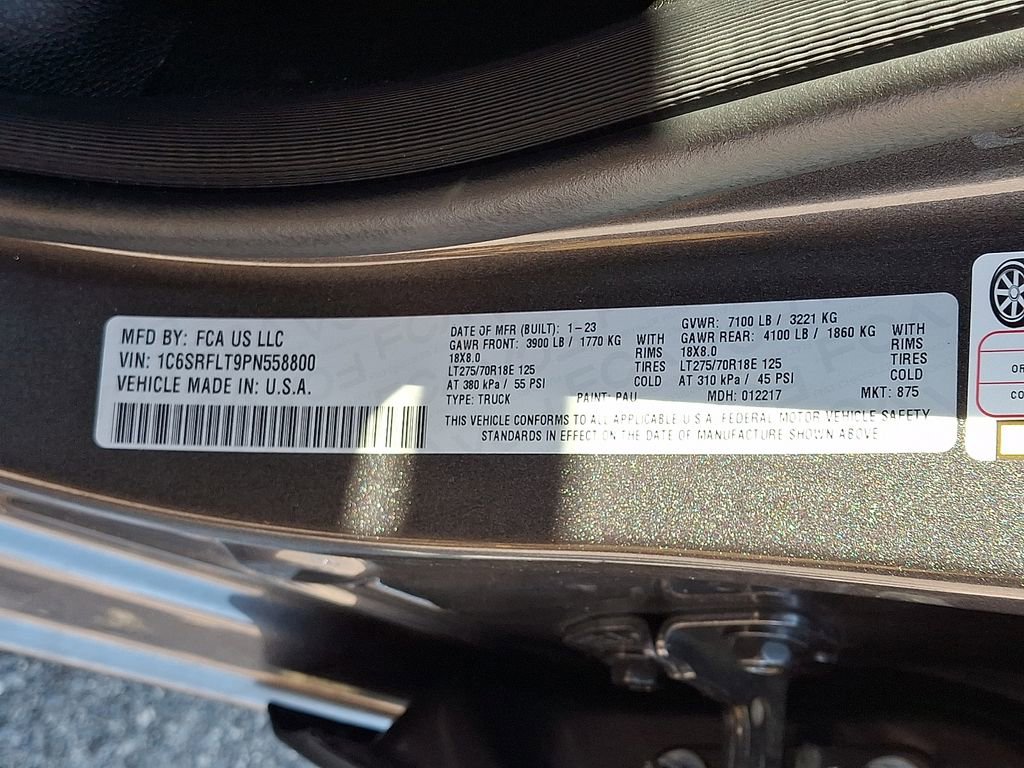 MFD BY: FCA US LLC
VIN: 1C6SRFLT9PN558800
VEHICLE MADE IN: U.S.A.
DATE OF MFR (BUILT): 1-23
GAWR FRONT: 3900 LB / 1770 KG WITH
18X8.0 RIMS
LT275/70R18E 125 TIRES
AT 380 kPa / 55 PSI COLD
TYPE: TRUCK PAINT: PAU
GVWR: 7100 LB / 3221 KG
GAWR REAR: 4100 LB / 1860 KG WITH
18X8.0 RIMS
LT275/70R18E 125 TIRES
AT 310 kPa / 45 PSI COLD
MDH: 012217 MKT: 875
THIS VEHICLE CONFORMS TO ALL APPLICABLE U.S.A. FEDERAL MOTOR VEHICLE SAFETY
STANDARDS IN EFFECT ON THE DATE OF MANUFACTURE SHOWN ABOVE
OR
CO